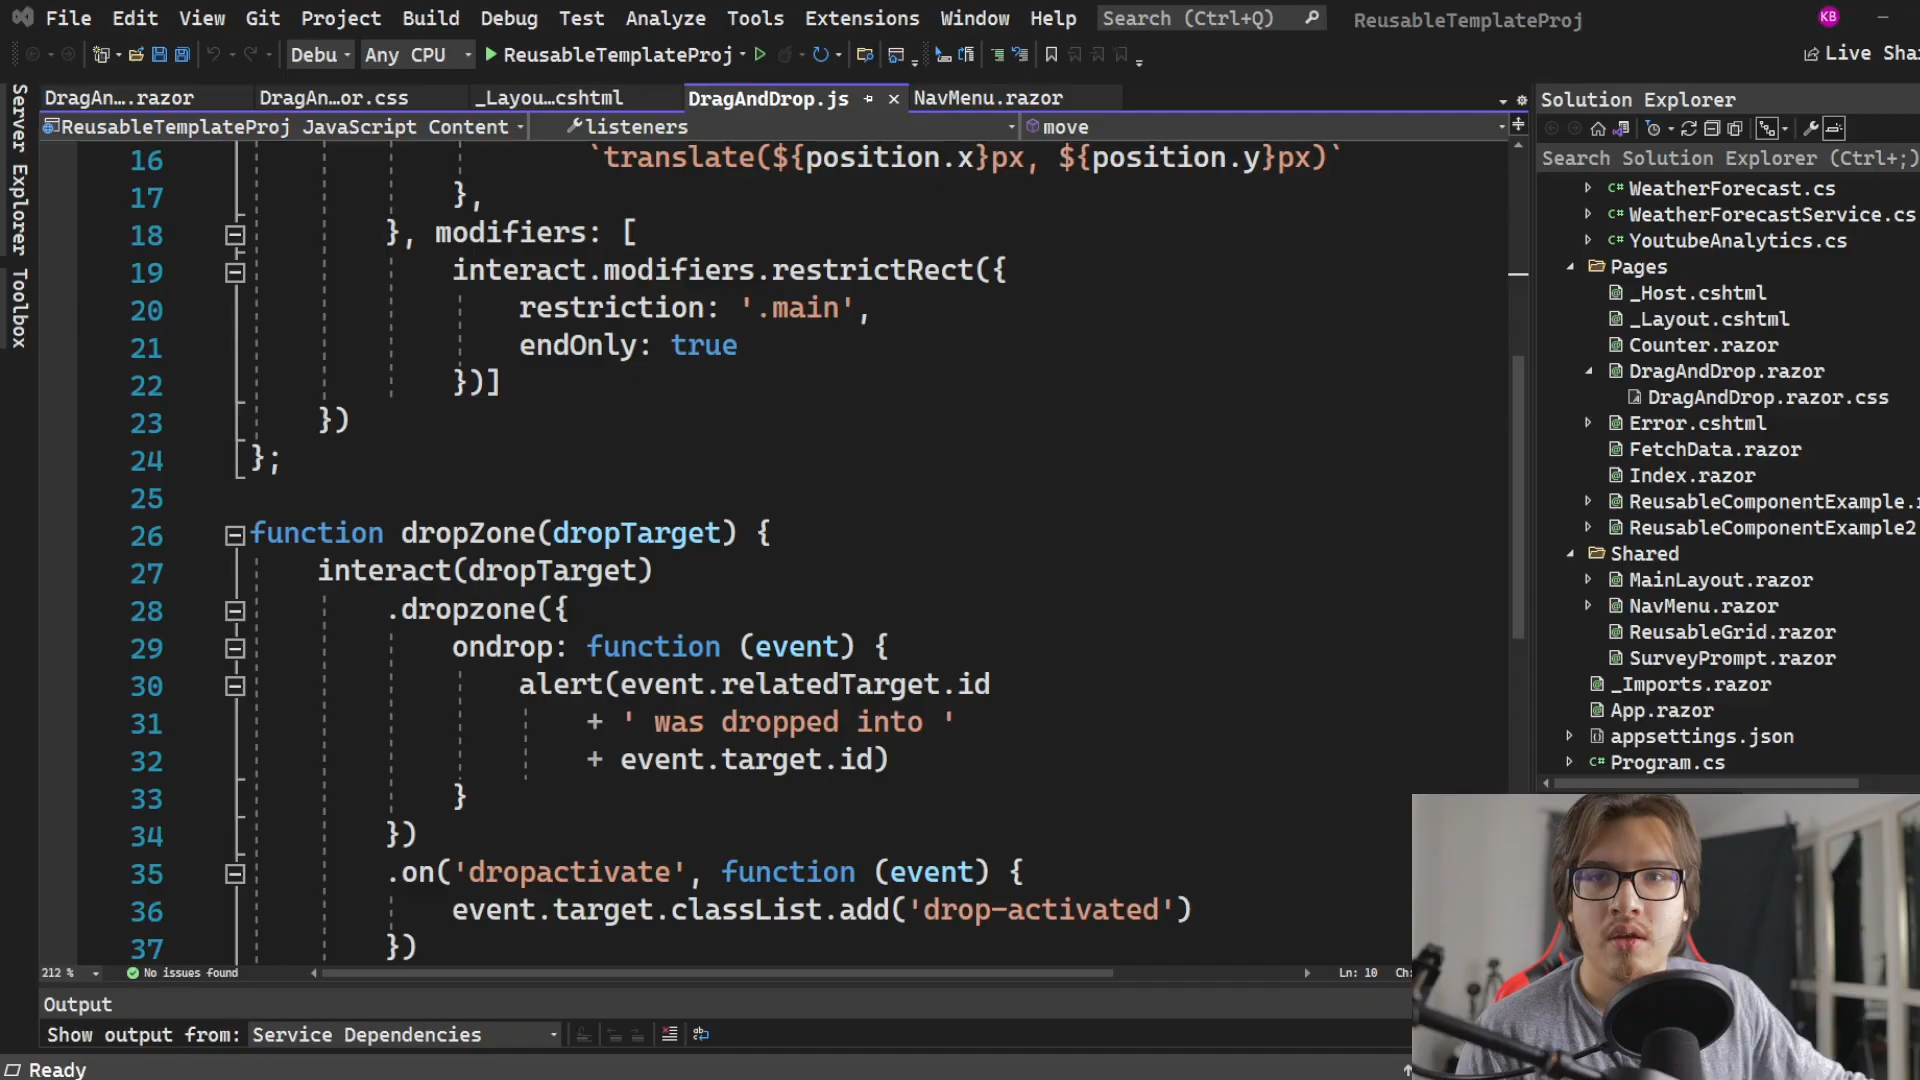 File Edit View Git Project Build Debug Test Analyze Tools Extensions Window Help Search (Ctrl+Q) ReusableTemplateProj KB
Debu Any CPU ReusableTemplateProj Live Shar
Server Explorer
Toolbox
DragAn....razor DragAn...or.css _Layou...cshtml DragAndDrop.js NavMenu.razor
ReusableTemplateProj JavaScript Content listeners move
16 `translate(${position.x}px, ${position.y}px)`
17 },
18 }, modifiers: [
19 interact.modifiers.restrictRect({
20 restriction: '.main',
21 endOnly: true
22 })]
23 })
24 };
25
26 function dropZone(dropTarget) {
27 interact(dropTarget)
28 .dropzone({
29 ondrop: function (event) {
30 alert(event.relatedTarget.id
31 + ' was dropped into '
32 + event.target.id)
33 }
34 })
35 .on('dropactivate', function (event) {
36 event.target.classList.add('drop-activated')
37 })
212 % No issues found Ln: 10 Ch:
Output
Show output from: Service Dependencies
Ready
Solution Explorer
Search Solution Explorer (Ctrl+;)
C# WeatherForecast.cs
C# WeatherForecastService.cs
C# YoutubeAnalytics.cs
Pages
_Host.cshtml
_Layout.cshtml
Counter.razor
DragAndDrop.razor
DragAndDrop.razor.css
Error.cshtml
FetchData.razor
Index.razor
ReusableComponentExample.r
ReusableComponentExample2
Shared
MainLayout.razor
NavMenu.razor
ReusableGrid.razor
SurveyPrompt.razor
_Imports.razor
App.razor
appsettings.json
C# Program.cs